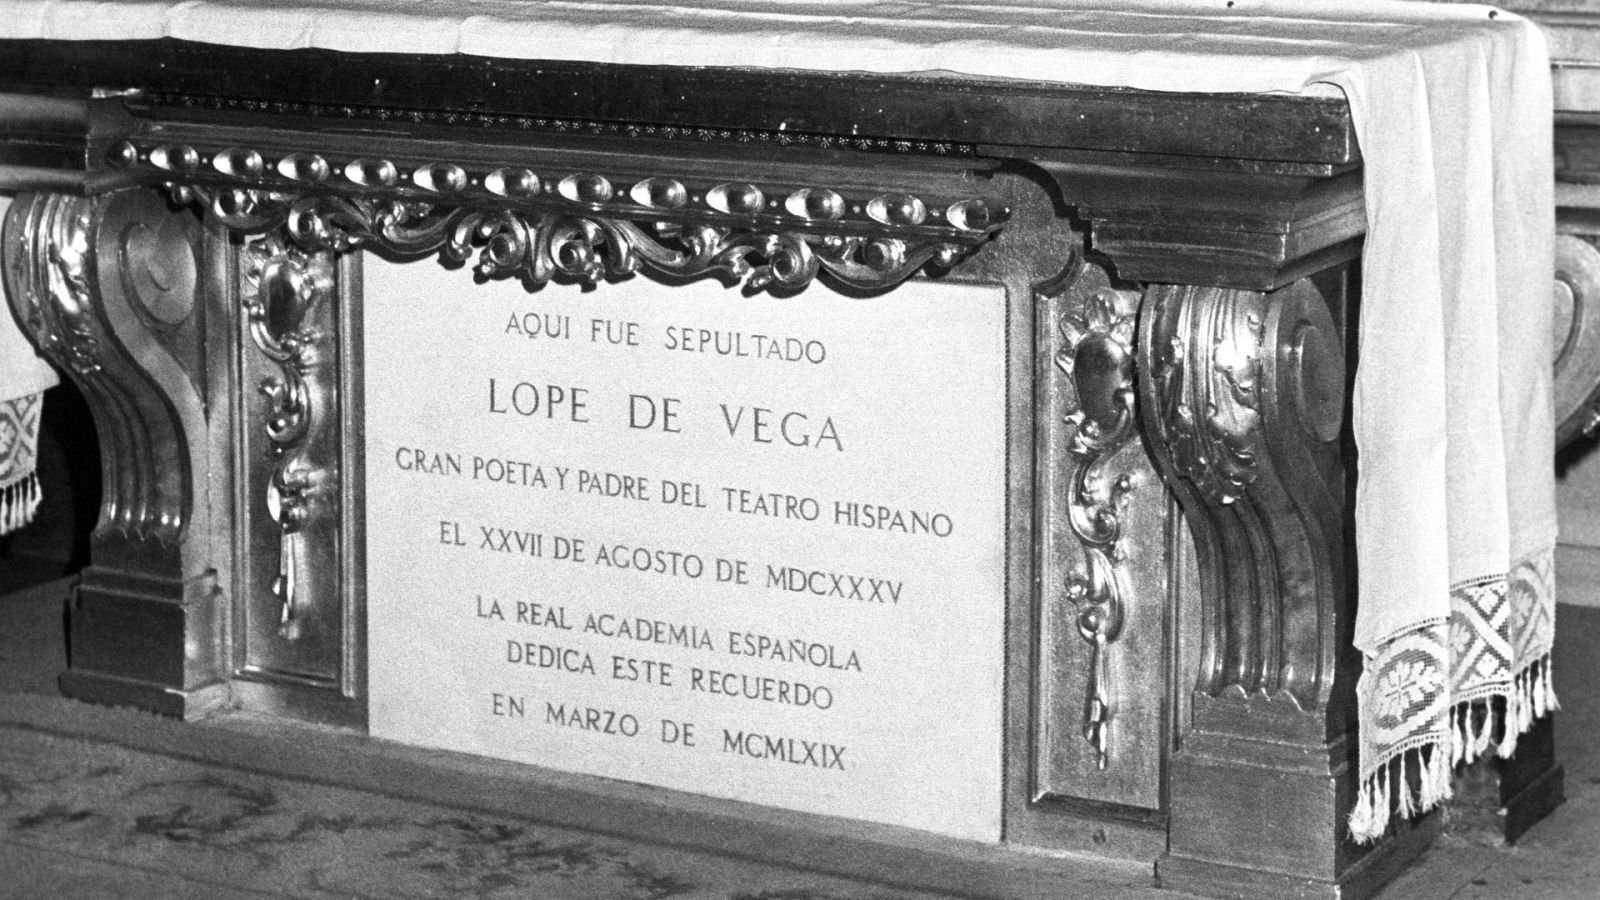 AQUI FUE SEPULTADO
LOPE DE VEGA
GRAN POETA Y PADRE DEL TEATRO HISPANO
EL XXVII DE AGOSTO DE MDCXXXV
LA REAL ACADEMIA ESPAÑOLA
DEDICA ESTE RECUERDO
EN MARZO DE MCMLXIX